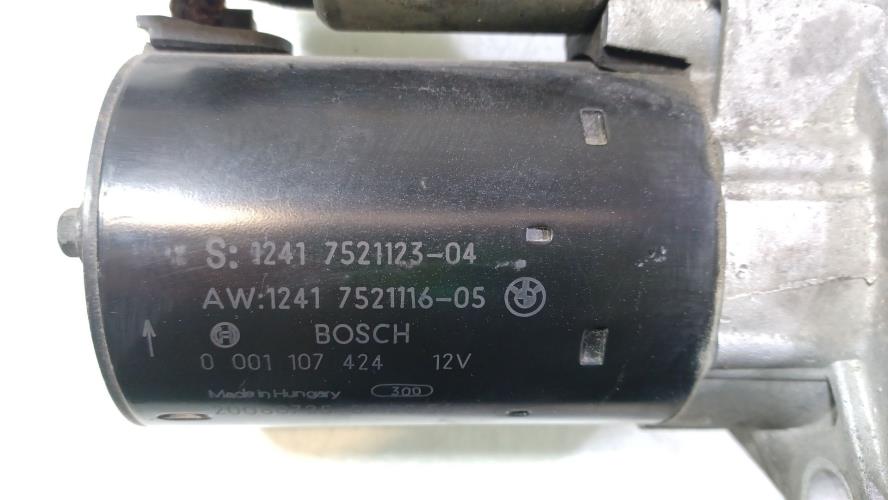 S: 1241 7521123-04
AW:1241 7521116-05
BOSCH
0 001 107 424 12V
Made in Hungary 300